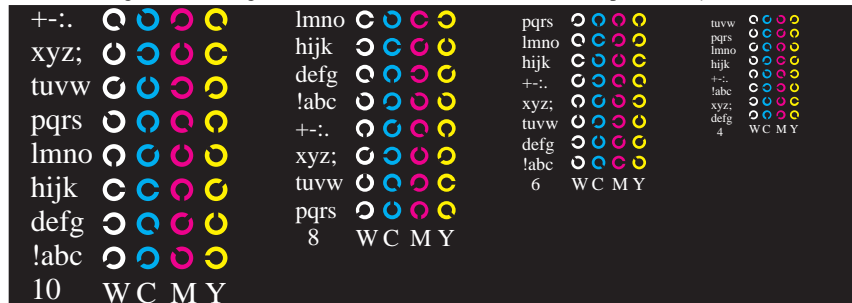 +-:.
xyz;
tuvw
pqrs
lmno
hijk
defg
!abc
10 W C M Y
lmno
hijk
defg
!abc
+-:.
xyz;
tuvw
pqrs
8 W C M Y
pqrs
lmno
hijk
+-:.
xyz;
tuvw
defg
!abc
6 W C M Y
tuvw
pqrs
lmno
hijk
+-:.
!abc
xyz;
defg
4 W C M Y